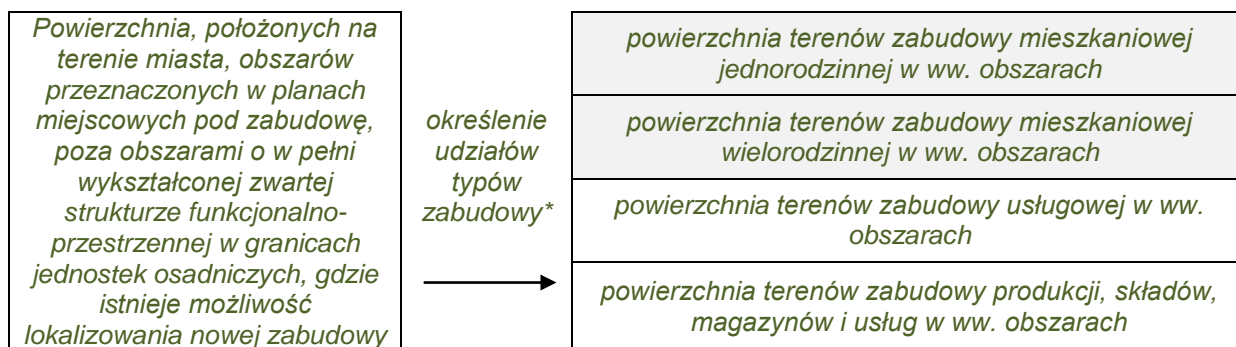 Powierzchnia, położonych na
terenie miasta, obszarów
przeznaczonych w planach
miejscowych pod zabudowę,
poza obszarami o w pełni
wykształconej zwartej
strukturze funkcjonalno-
przestrzennej w granicach
jednostek osadniczych, gdzie
istnieje możliwość
lokalizowania nowej zabudowy
określenie
udziałów
typów
zabudowy*
powierzchnia terenów zabudowy mieszkaniowej
jednorodzinnej w ww. obszarach
powierzchnia terenów zabudowy mieszkaniowej
wielorodzinnej w ww. obszarach
powierzchnia terenów zabudowy usługowej w ww.
obszarach
powierzchnia terenów zabudowy produkcji, składów,
magazynów i usług w ww. obszarach